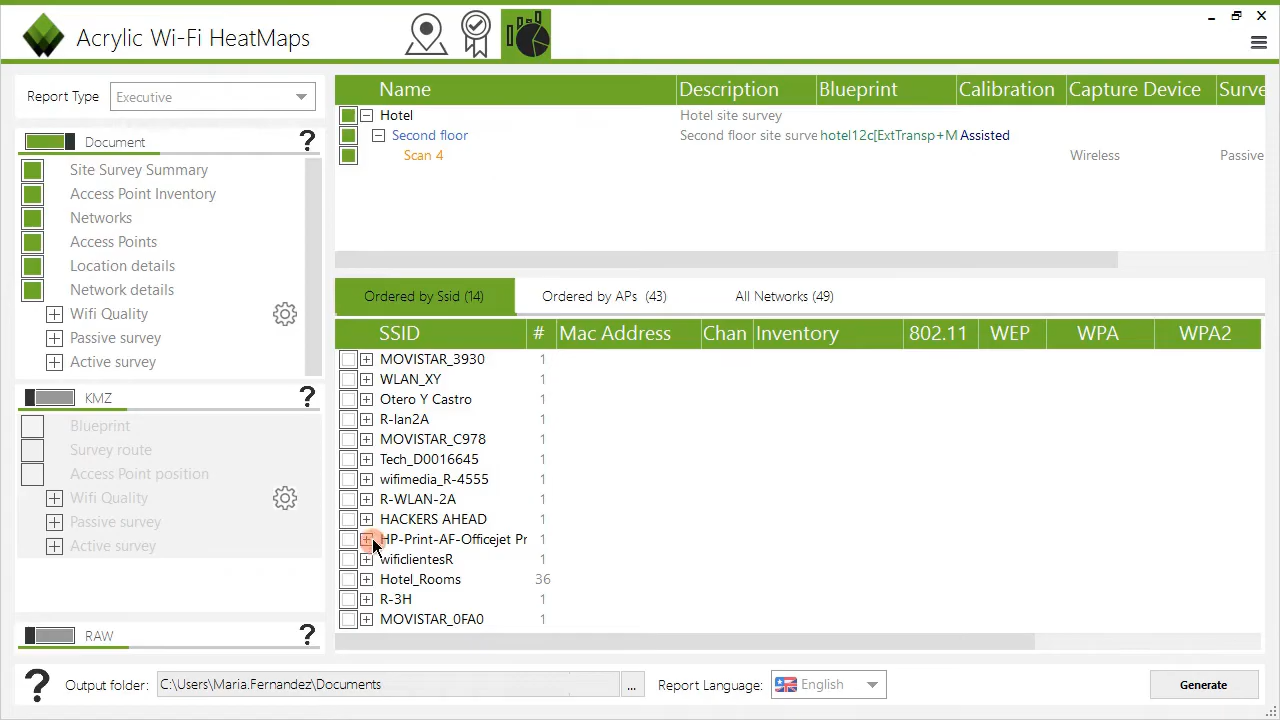 Acrylic Wi-Fi HeatMaps
Report Type Executive
Document ?
Site Survey Summary
Access Point Inventory
Networks
Access Points
Location details
Network details
Wifi Quality
Passive survey
Active survey
KMZ ?
Blueprint
Survey route
Access Point position
Wifi Quality
Passive survey
Active survey
RAW ?
Name Description Blueprint Calibration Capture Device Surve
Hotel Hotel site survey
Second floor Second floor site surve hotel12c[ExtTransp+M Assisted
Scan 4 Wireless Passive
Ordered by Ssid (14) Ordered by APs (43) All Networks (49)
SSID # Mac Address Chan Inventory 802.11 WEP WPA WPA2
MOVISTAR_3930 1
WLAN_XY 1
Otero Y Castro 1
R-lan2A 1
MOVISTAR_C978 1
Tech_D0016645 1
wifimedia_R-4555 1
R-WLAN-2A 1
HACKERS AHEAD 1
HP-Print-AF-Officejet Pr 1
wificlientesR 1
Hotel_Rooms 36
R-3H 1
MOVISTAR_0FA0 1
? Output folder: C:\Users\Maria.Fernandez\Documents ... Report Language: English Generate